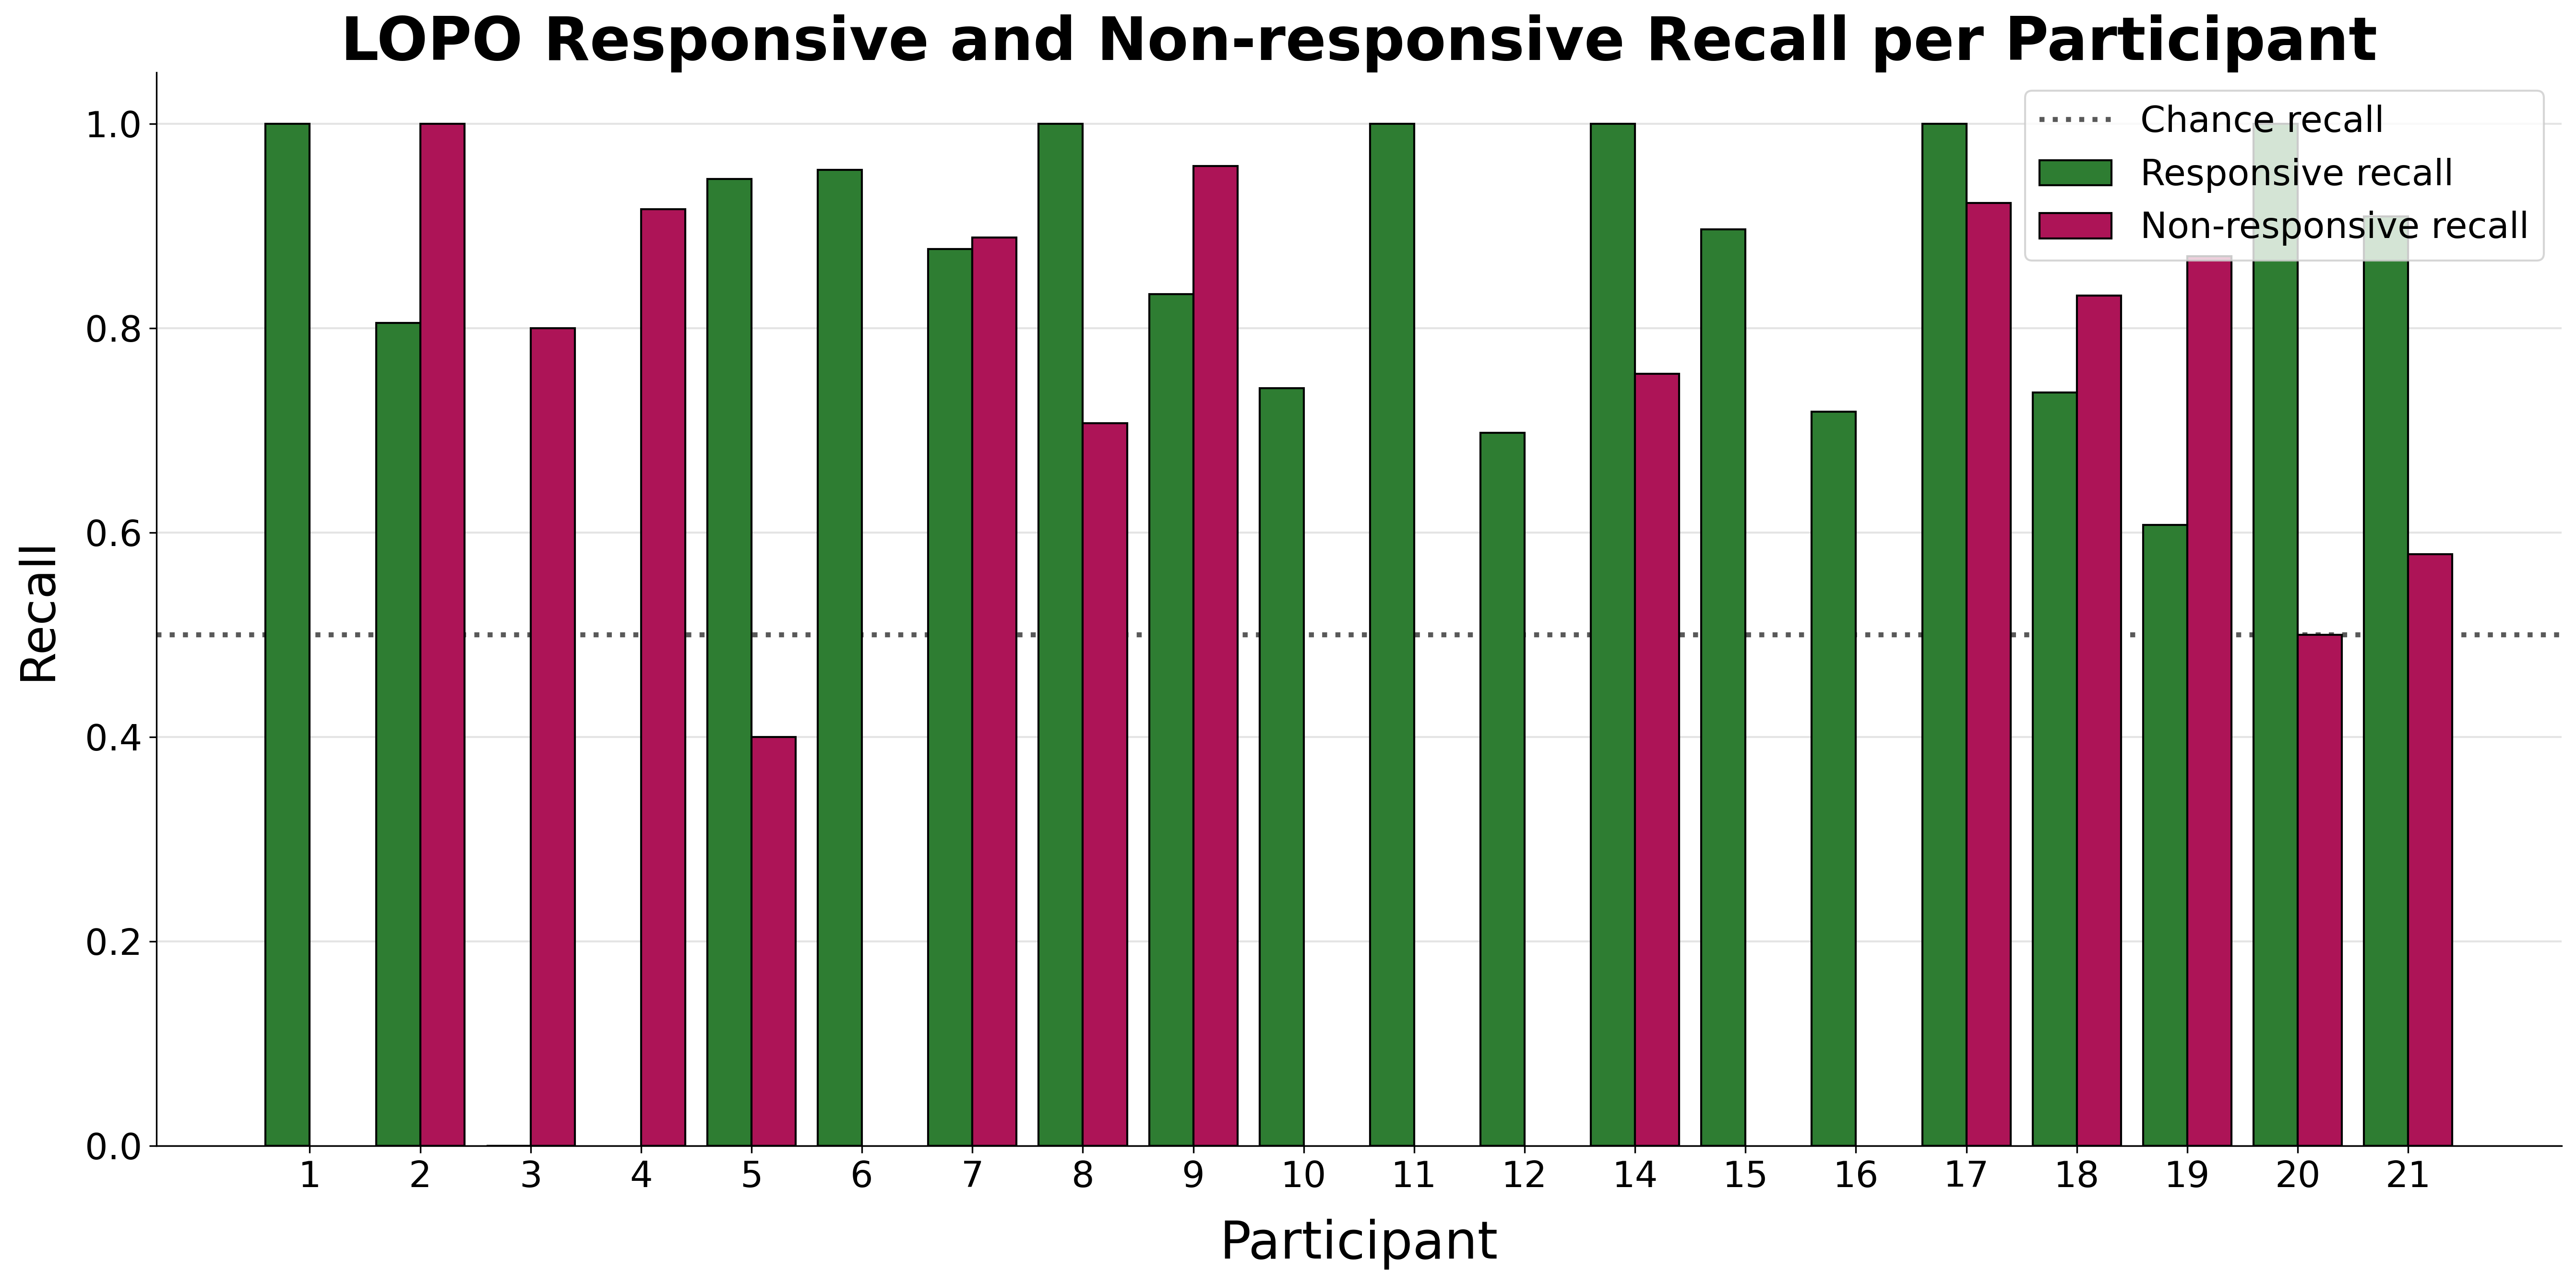 LOPO Responsive and Non-responsive Recall per Participant
Chance recall
Responsive recall
Non-responsive recall
1.0
0.8
0.6
0.4
0.2
0.0
Recall
1 2 3 4 5 6 7 8 9 10 11 12 14 15 16 17 18 19 20 21
Participant